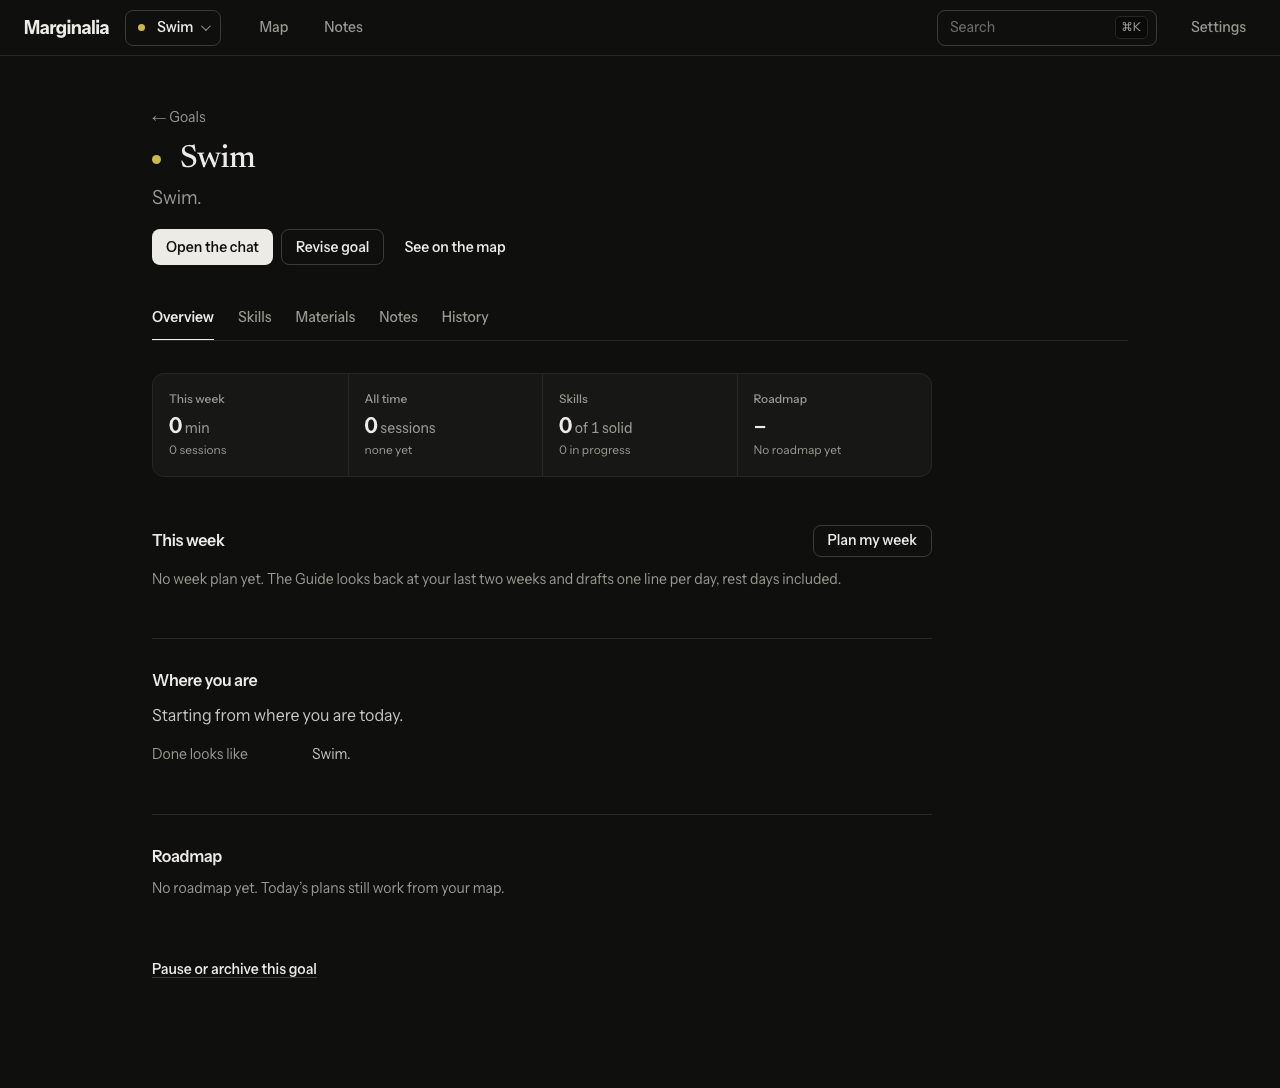 Marginalia
Swim
Map
Notes
Search
⌘K
Settings
← Goals
Swim
Swim.
Open the chat
Revise goal
See on the map
Overview
Skills
Materials
Notes
History
This week
0 min
0 sessions
All time
0 sessions
none yet
Skills
0 of 1 solid
0 in progress
Roadmap
–
No roadmap yet
This week
Plan my week
No week plan yet. The Guide looks back at your last two weeks and drafts one line per day, rest days included.
Where you are
Starting from where you are today.
Done looks like
Swim.
Roadmap
No roadmap yet. Today’s plans still work from your map.
Pause or archive this goal